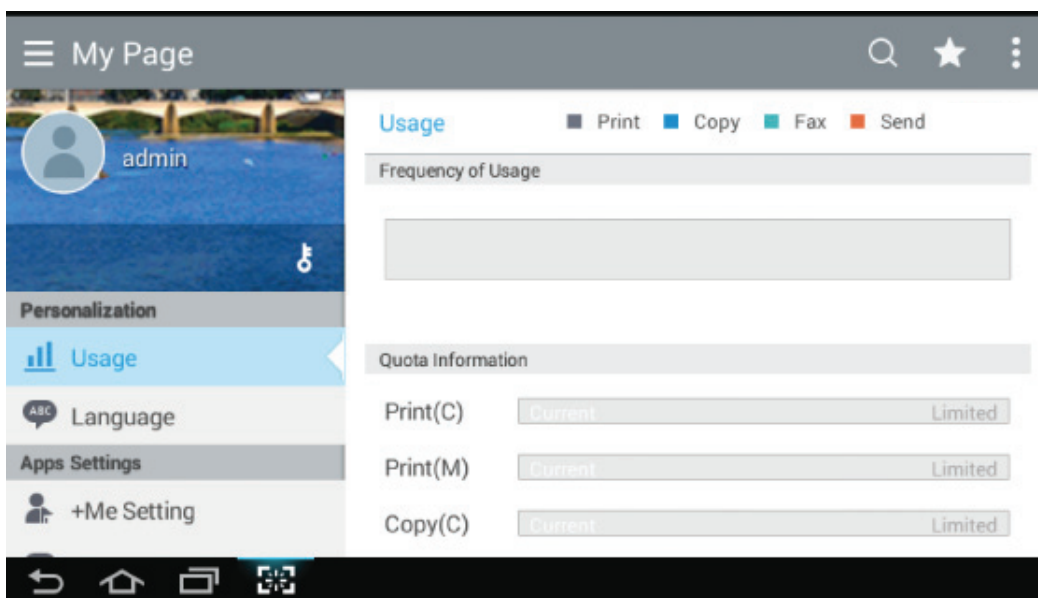 My Page
admin
Personalization
Usage
ABC
Language
Apps Settings
+Me Setting
Usage Print Copy Fax Send
Frequency of Usage
Quota Information
Print(C) Current Limited
Print(M) Current Limited
Copy(C) Current Limited